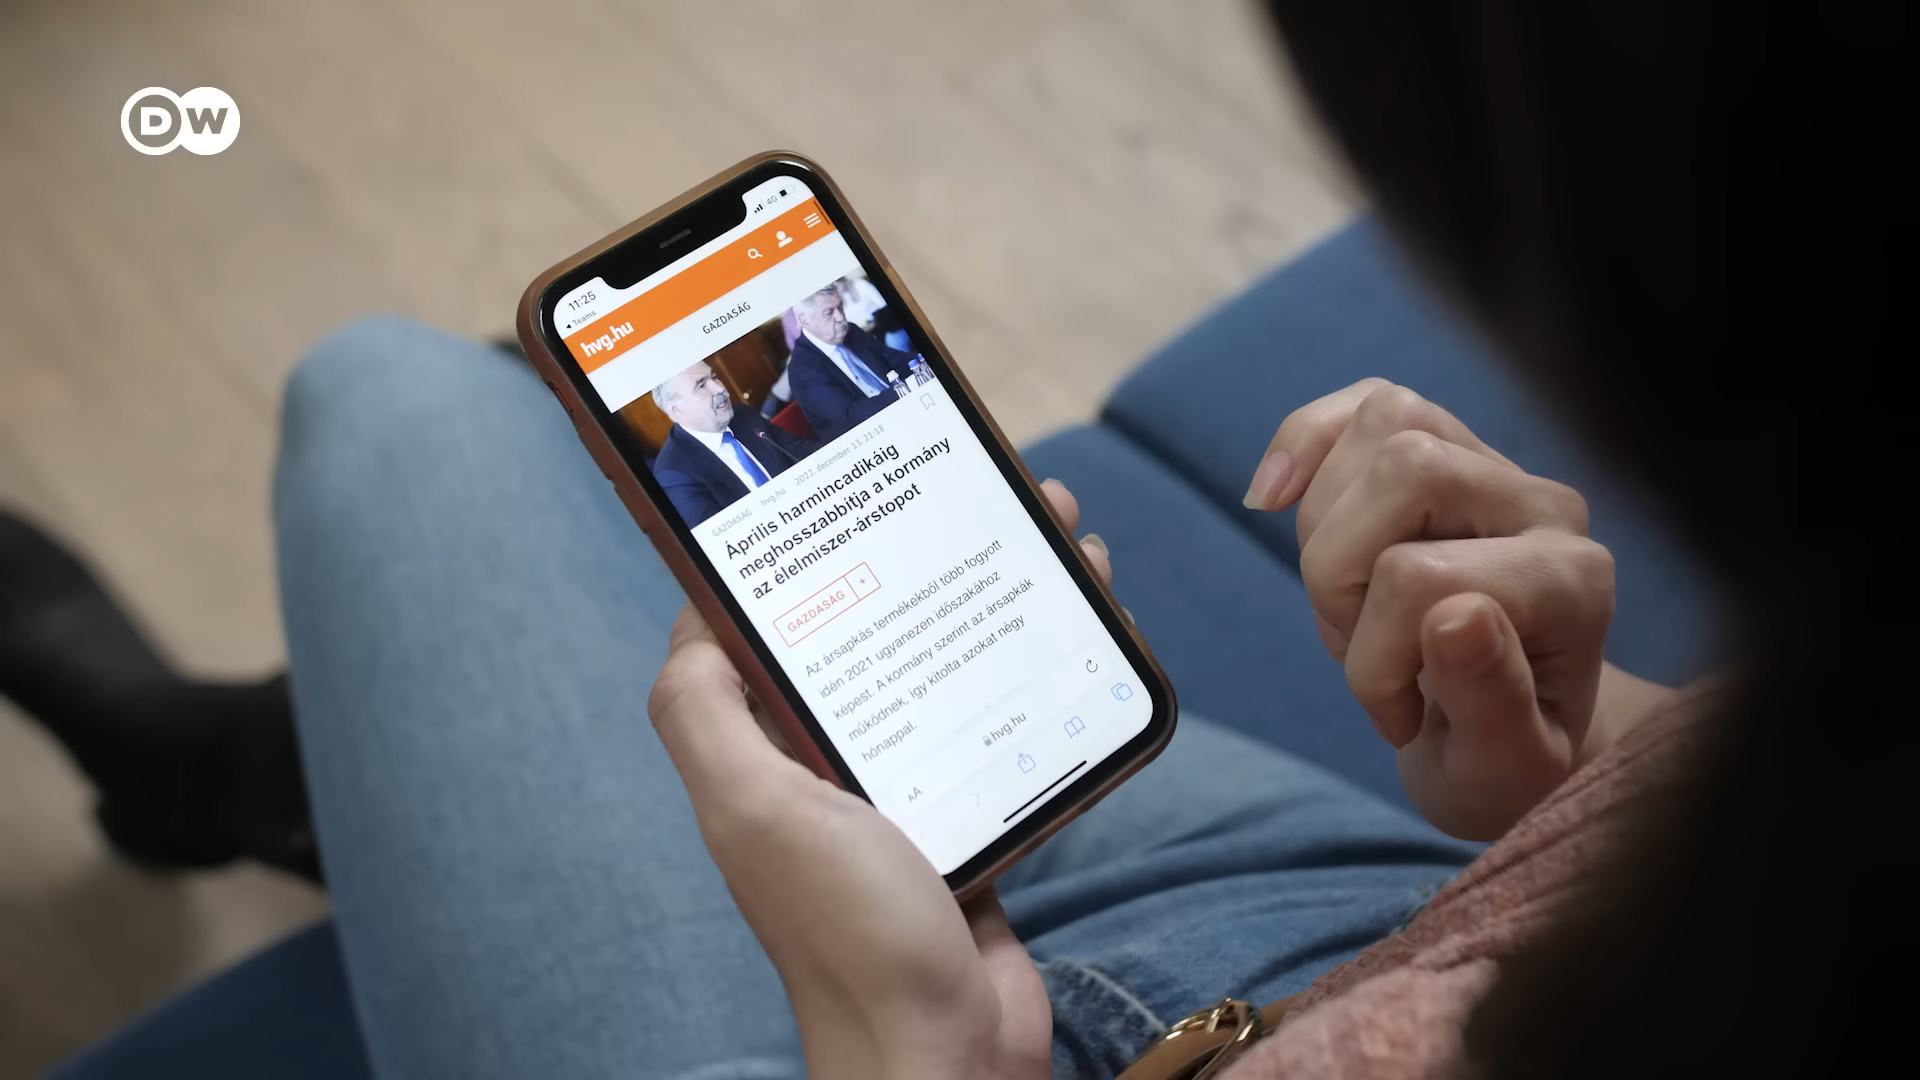 DW
11:25
4G
◄ Teams
hvg.hu
GAZDASÁG
GAZDASÁG hvg.hu 2022. december. 13. 21:18
Április harmincadikáig
meghosszabbítja a kormány
az élelmiszer-árstopot
GAZDASÁG +
Az ársapkás termékekből több fogyott
idén 2021 ugyanezen időszakához
képest. A kormány szerint az ársapkák
működnek, így kitolta azokat négy
hónappal.
AA
hvg.hu